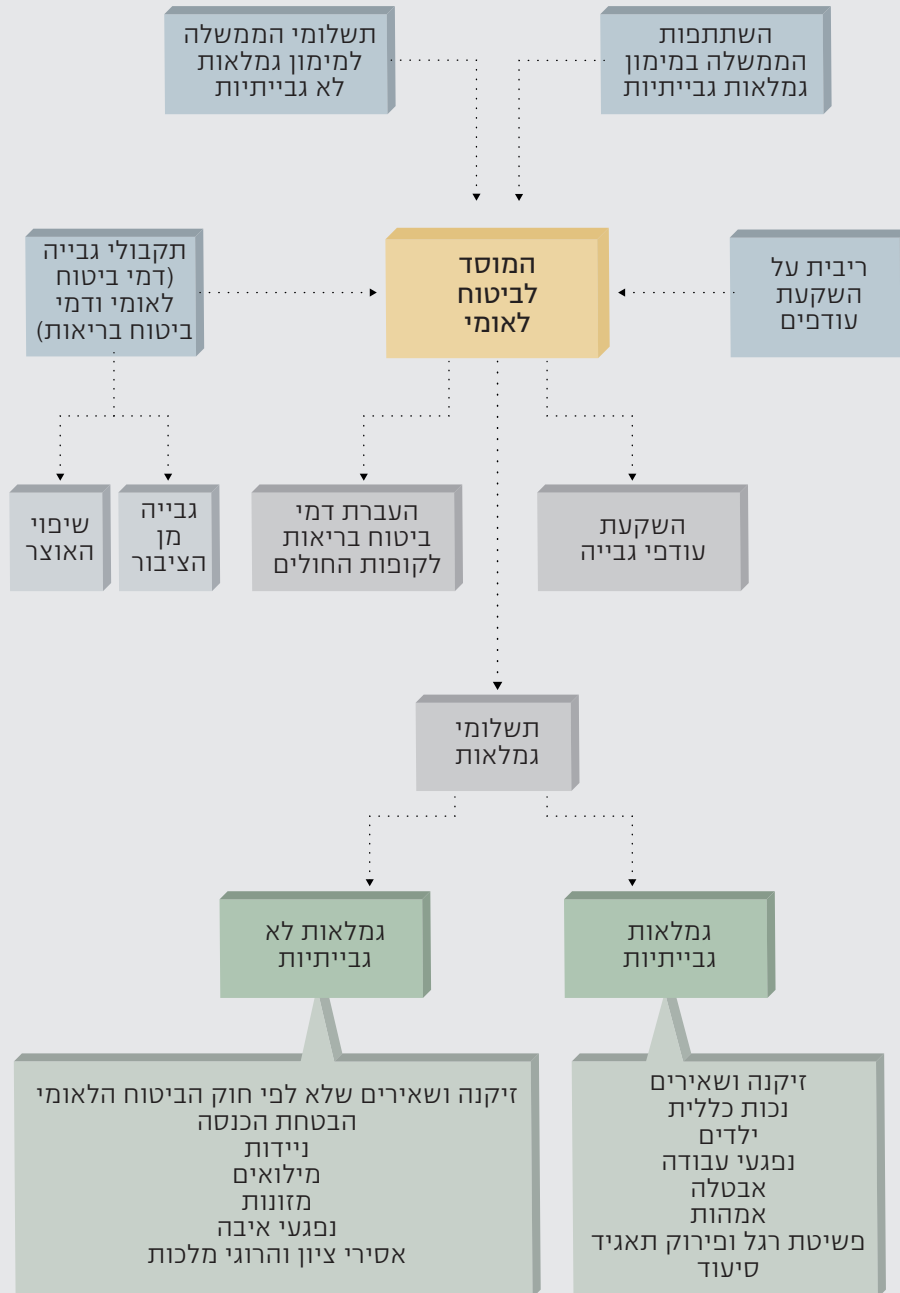 השתתפות
הממשלה במימון
גמלאות גבייתיות
תשלומי הממשלה
למימון גמלאות
לא גבייתיות
ריבית על
השקעת
עודפים
המוסד
לביטוח
לאומי
תקבולי גבייה
(דמי ביטוח
לאומי ודמי
ביטוח בריאות)
השקעת
עודפי גבייה
העברת דמי
ביטוח בריאות
לקופות החולים
גבייה
מן
הציבור
שיפוי
האוצר
תשלומי
גמלאות
גמלאות
גבייתיות
גמלאות לא
גבייתיות
זיקנה ושאירים
נכות כללית
ילדים
נפגעי עבודה
אבטלה
אמהות
פשיטת רגל ופירוק תאגיד
סיעוד
זיקנה ושאירים שלא לפי חוק הביטוח הלאומי
הבטחת הכנסה
ניידות
מילואים
מזונות
נפגעי איבה
אסירי ציון והרוגי מלכות